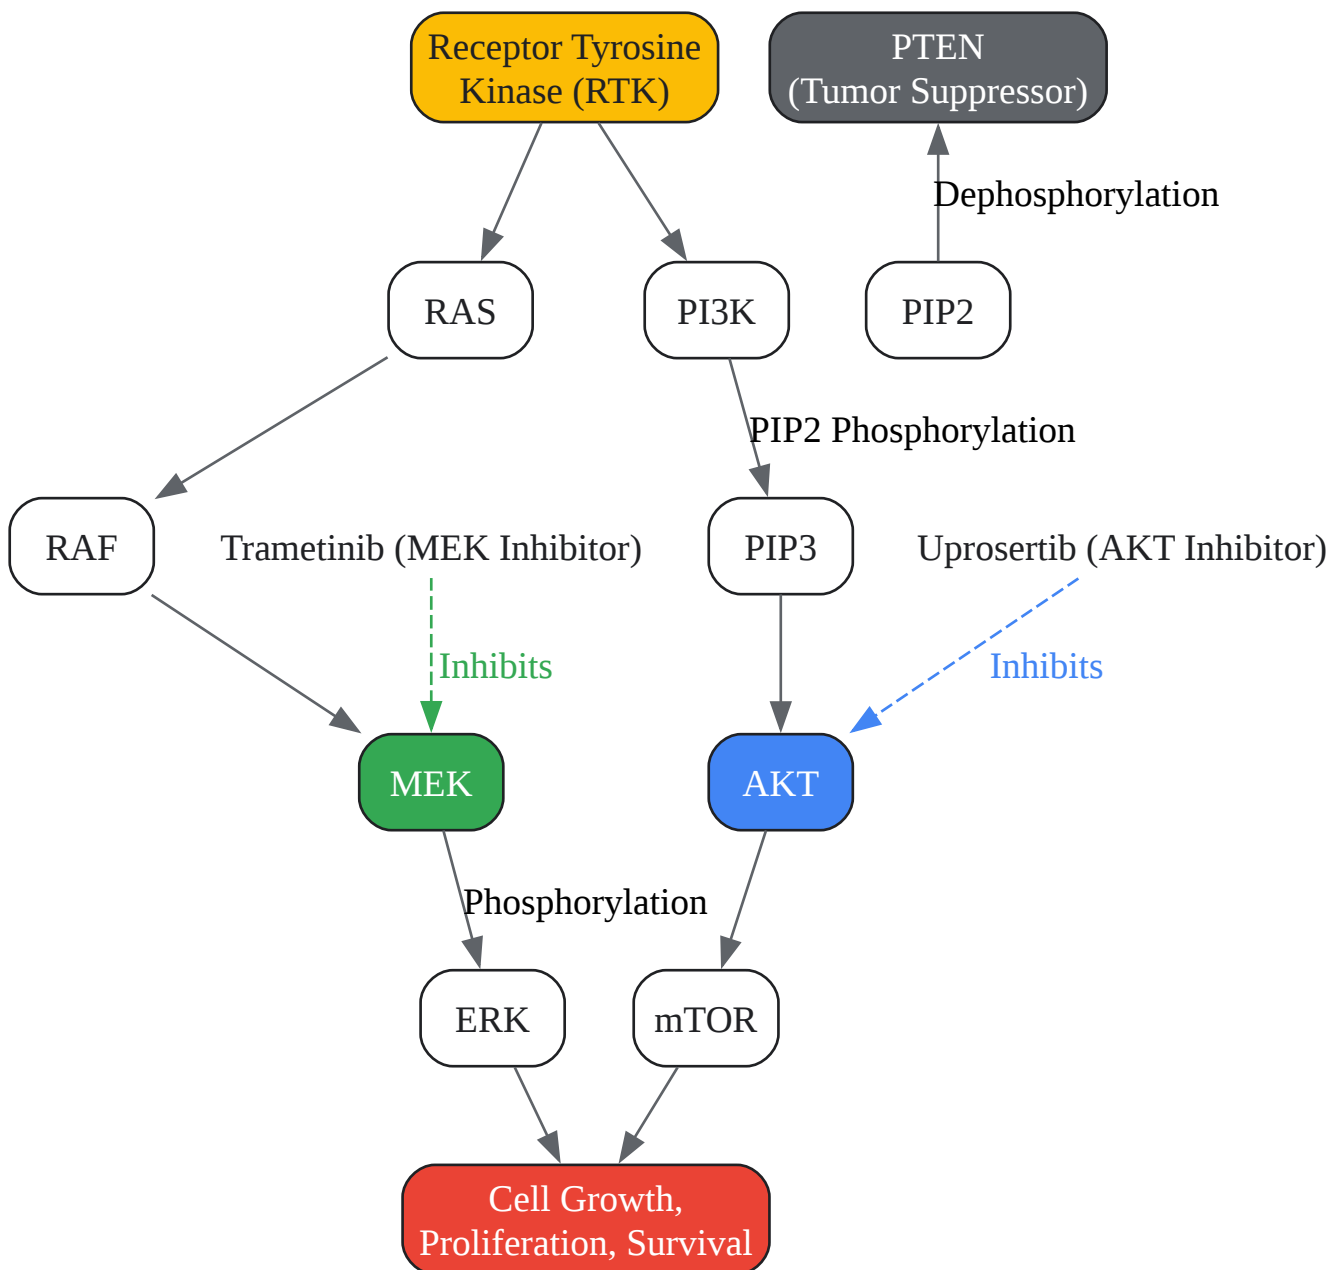 Receptor Tyrosine
Kinase (RTK)
PTEN
(Tumor Suppressor)
Dephosphorylation
RAS
PI3K
PIP2
PIP2 Phosphorylation
RAF
Trametinib (MEK Inhibitor)
PIP3
Uprosertib (AKT Inhibitor)
Inhibits
Inhibits
MEK
AKT
Phosphorylation
ERK
mTOR
Cell Growth,
Proliferation, Survival